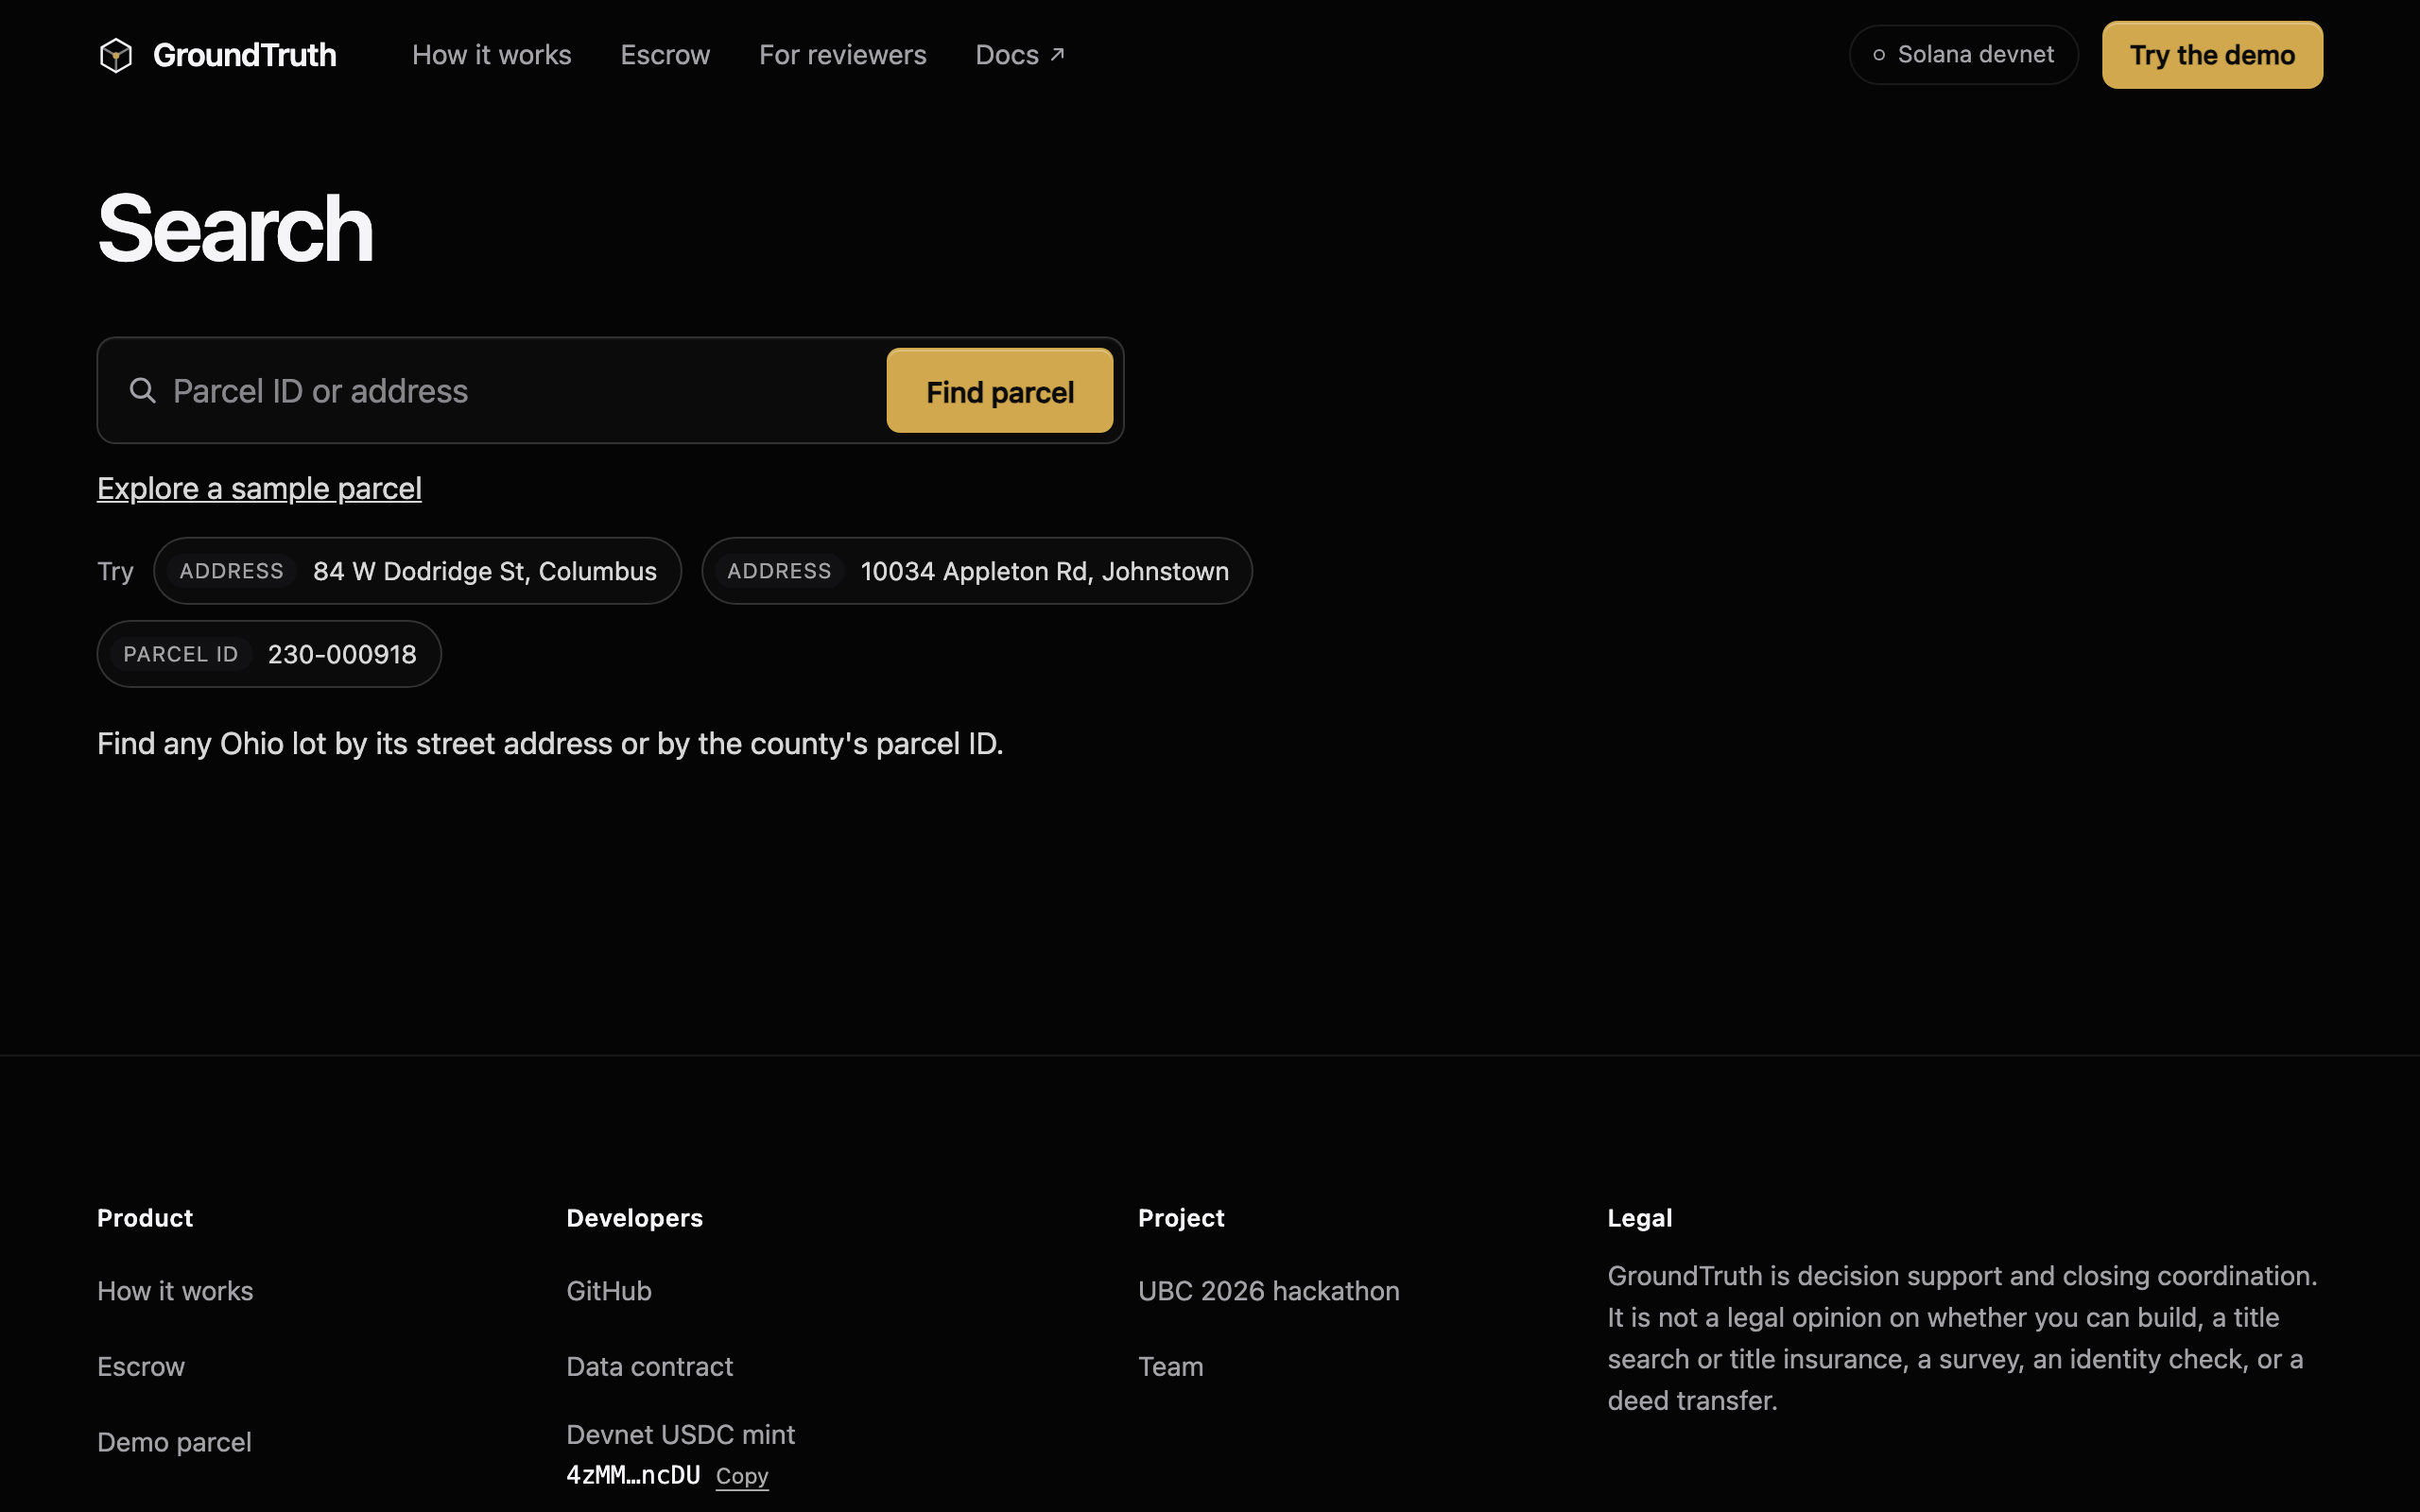 GroundTruth
How it works
Escrow
For reviewers
Docs ↗
Solana devnet
Try the demo
Search
Parcel ID or address
Find parcel
Explore a sample parcel
Try
ADDRESS 84 W Dodridge St, Columbus
ADDRESS 10034 Appleton Rd, Johnstown
PARCEL ID 230-000918
Find any Ohio lot by its street address or by the county's parcel ID.
Product
How it works
Escrow
Demo parcel
Developers
GitHub
Data contract
Devnet USDC mint
4zMM…ncDU Copy
Project
UBC 2026 hackathon
Team
Legal
GroundTruth is decision support and closing coordination.
It is not a legal opinion on whether you can build, a title
search or title insurance, a survey, an identity check, or a
deed transfer.